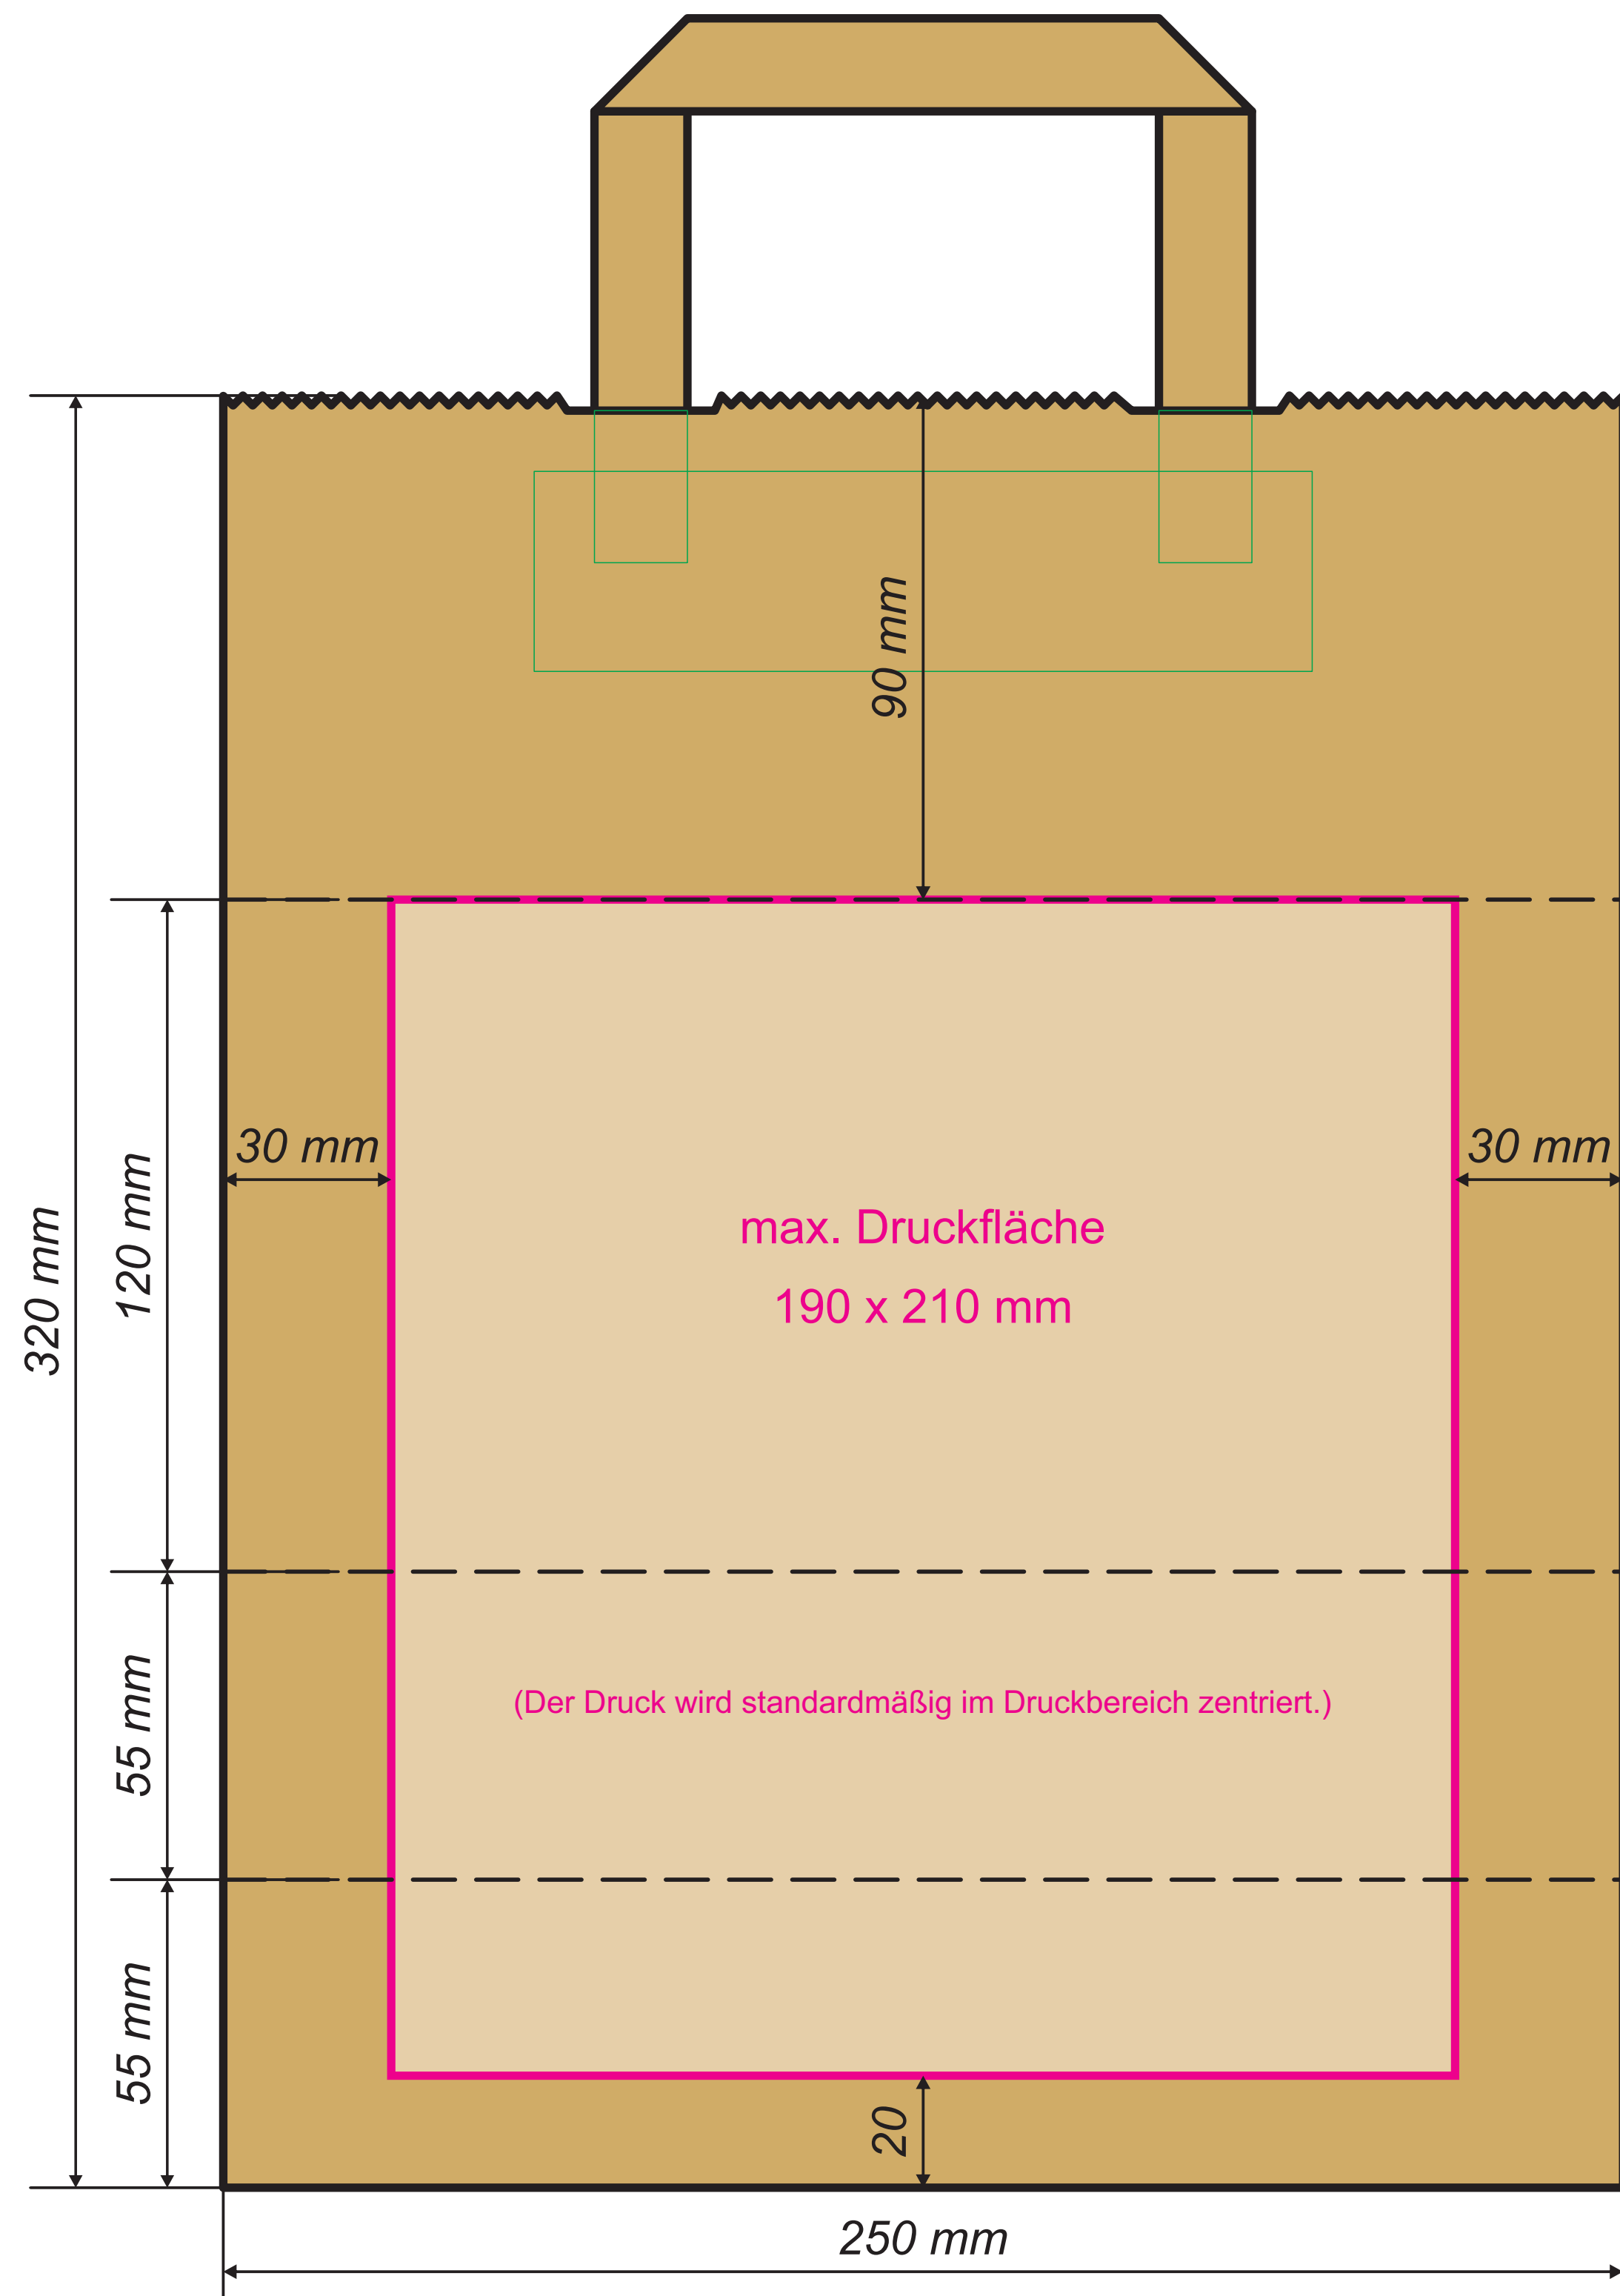 90 mm
320 mm
120 mm
30 mm
30 mm
max. Druckfläche
190 x 210 mm
55 mm
(Der Druck wird standardmäßig im Druckbereich zentriert.)
55 mm
20
250 mm